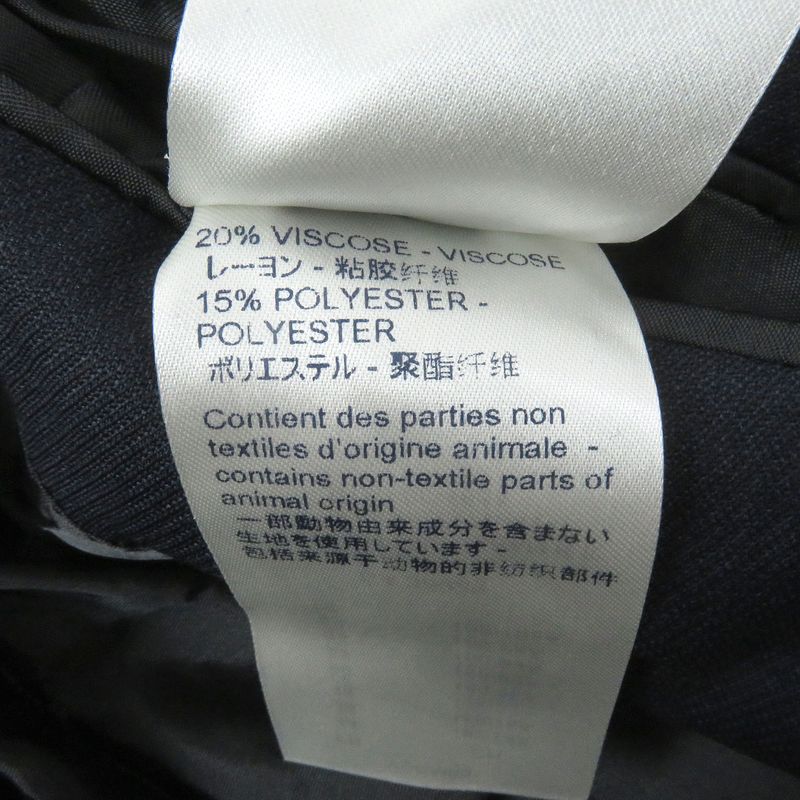 20% VISCOSE - VISCOSE
レーヨン - 粘胶纤维
15% POLYESTER -
POLYESTER
ポリエステル - 聚酯纤维
Contient des parties non
textiles d'origine animale -
contains non-textile parts of
animal origin
一部動物由来成分を含まない
生地を使用しています -
包括来源于动物的非纺织部件